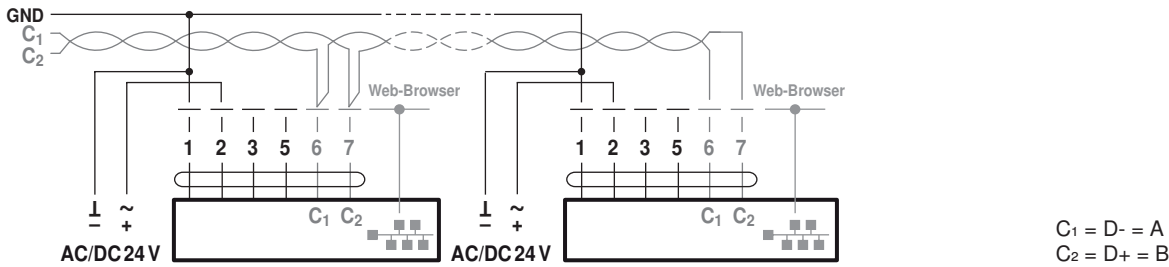 GND
C1
C2
Web-Browser Web-Browser
1 2 3 5 6 7 1 2 3 5 6 7
⊥ ~ C1 C2 ⊥ ~ C1 C2
– + – +
AC/DC 24 V AC/DC 24 V
C1 = D- = A
C2 = D+ = B